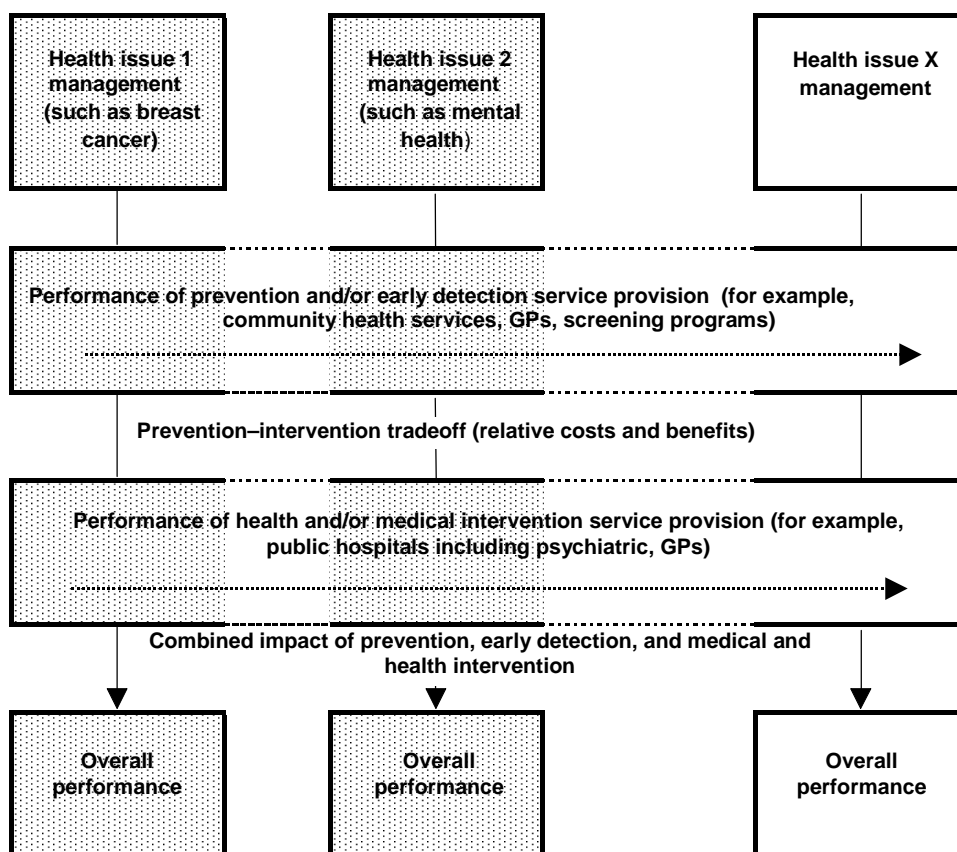 Health issue 1
management
(such as breast
cancer)
Health issue 2
management
(such as mental
health)
Health issue X
management
Performance of prevention and/or early detection service provision (for example,
community health services, GPs, screening programs)
Prevention–intervention tradeoff (relative costs and benefits)
Performance of health and/or medical intervention service provision (for example,
public hospitals including psychiatric, GPs)
Combined impact of prevention, early detection, and medical and
health intervention
Overall
performance
Overall
performance
Overall
performance